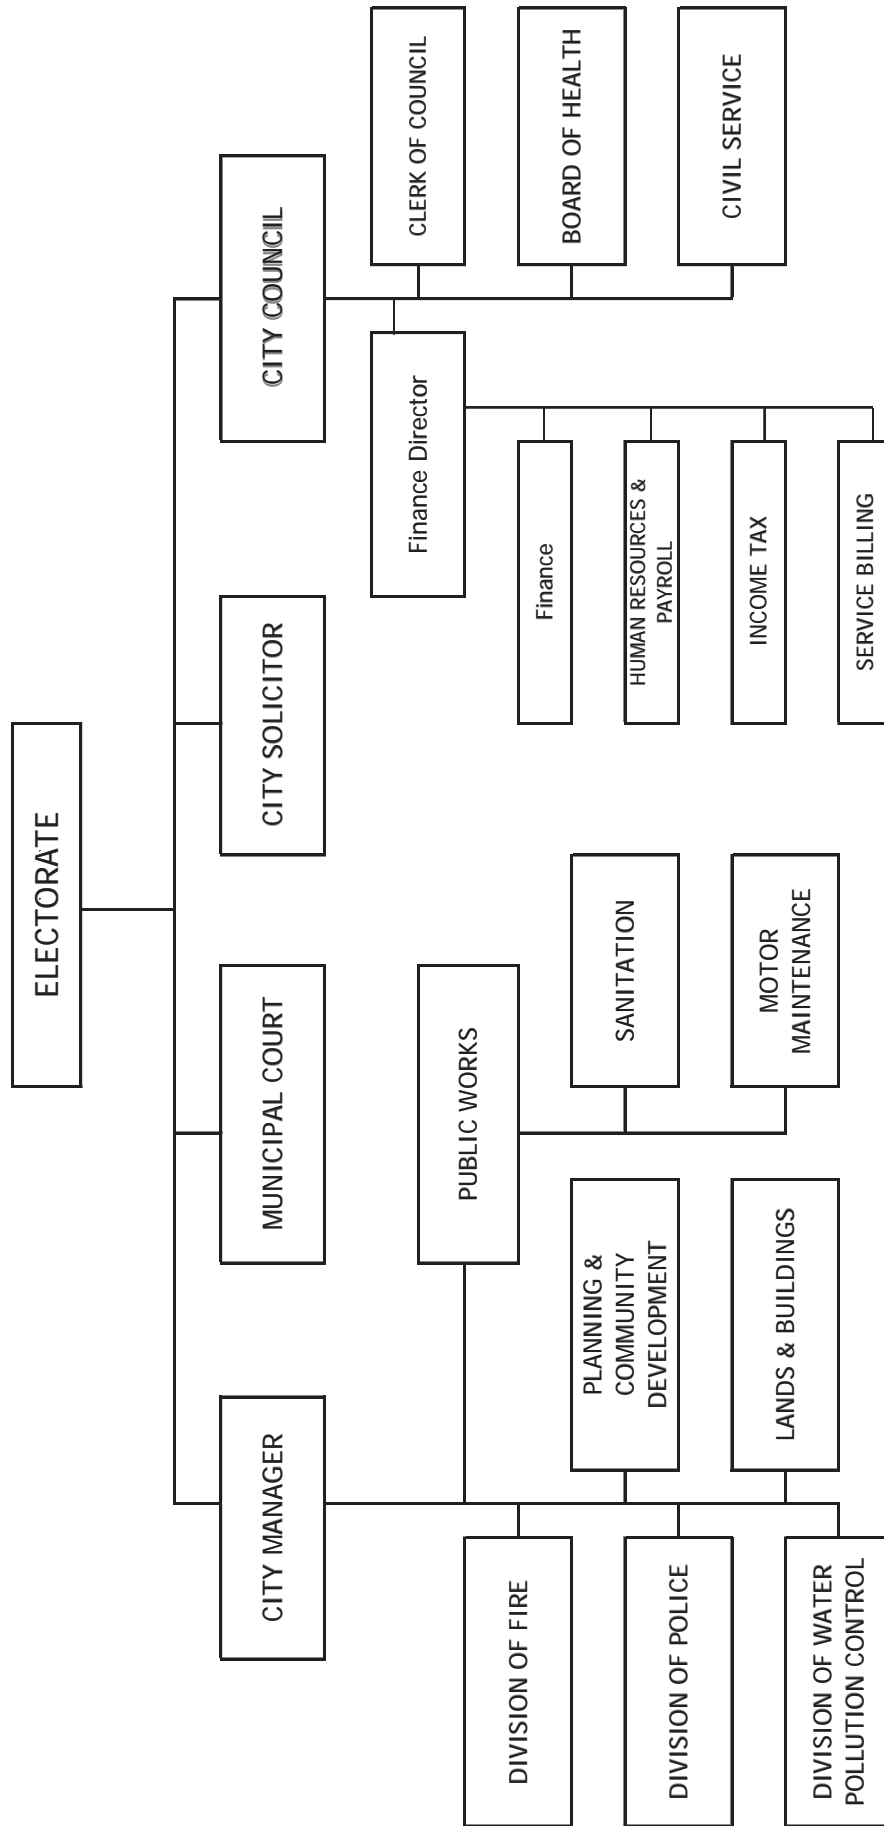 ELECTORATE
CITY MANAGER
MUNICIPAL COURT
CITY SOLICITOR
CITY COUNCIL
PUBLIC WORKS
Finance Director
CLERK OF COUNCIL
DIVISION OF FIRE
PLANNING &
COMMUNITY
DEVELOPMENT
SANITATION
Finance
BOARD OF HEALTH
DIVISION OF POLICE
HUMAN RESOURCES &
PAYROLL
LANDS & BUILDINGS
MOTOR
MAINTENANCE
INCOME TAX
CIVIL SERVICE
DIVISION OF WATER
POLLUTION CONTROL
SERVICE BILLING